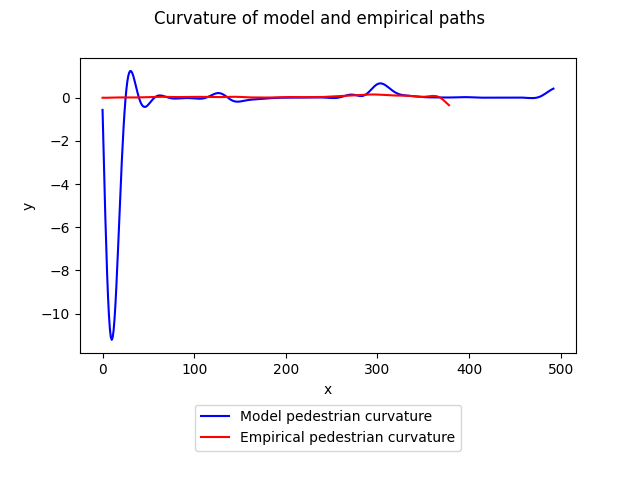 Curvature of model and empirical paths
0
−2
−4
−6
−8
−10
y
0 100 200 300 400 500
x
Model pedestrian curvature
Empirical pedestrian curvature